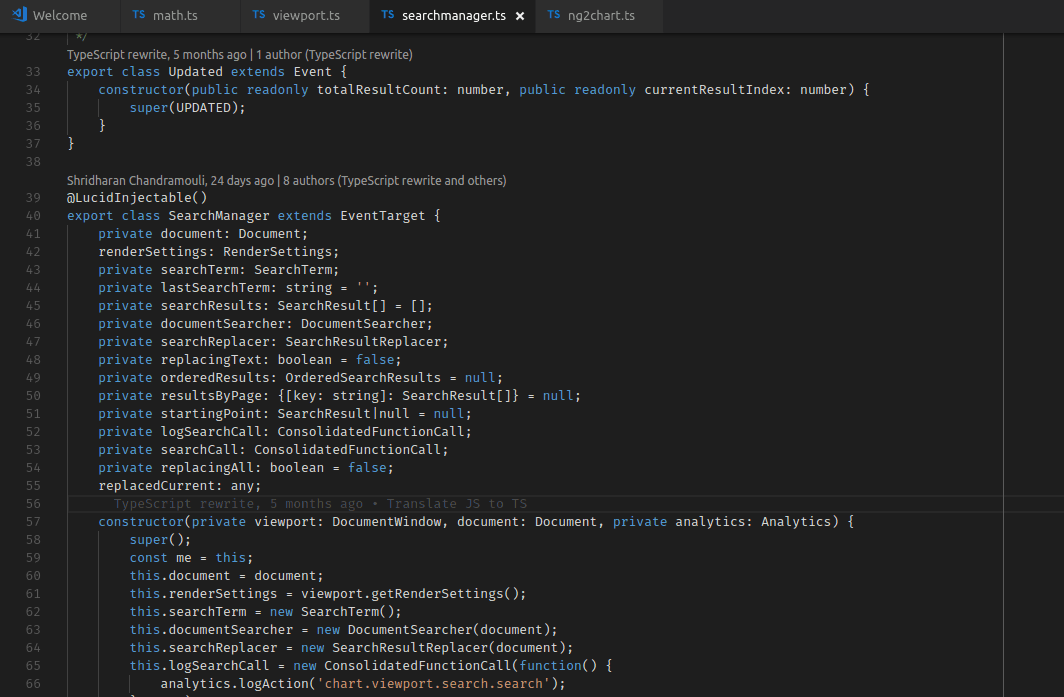 Welcome
TS math.ts
TS viewport.ts
TS searchmanager.ts ×
TS ng2chart.ts
32 */
TypeScript rewrite, 5 months ago | 1 author (TypeScript rewrite)
33 export class Updated extends Event {
34 constructor(public readonly totalResultCount: number, public readonly currentResultIndex: number) {
35 super(UPDATED);
36 }
37 }
38
Shridharan Chandramouli, 24 days ago | 8 authors (TypeScript rewrite and others)
39 @LucidInjectable()
40 export class SearchManager extends EventTarget {
41 private document: Document;
42 renderSettings: RenderSettings;
43 private searchTerm: SearchTerm;
44 private lastSearchTerm: string = '';
45 private searchResults: SearchResult[] = [];
46 private documentSearcher: DocumentSearcher;
47 private searchReplacer: SearchResultReplacer;
48 private replacingText: boolean = false;
49 private orderedResults: OrderedSearchResults = null;
50 private resultsByPage: {[key: string]: SearchResult[]} = null;
51 private startingPoint: SearchResult|null = null;
52 private logSearchCall: ConsolidatedFunctionCall;
53 private searchCall: ConsolidatedFunctionCall;
54 private replacingAll: boolean = false;
55 replacedCurrent: any;
56 TypeScript rewrite, 5 months ago • Translate JS to TS
57 constructor(private viewport: DocumentWindow, document: Document, private analytics: Analytics) {
58 super();
59 const me = this;
60 this.document = document;
61 this.renderSettings = viewport.getRenderSettings();
62 this.searchTerm = new SearchTerm();
63 this.documentSearcher = new DocumentSearcher(document);
64 this.searchReplacer = new SearchResultReplacer(document);
65 this.logSearchCall = new ConsolidatedFunctionCall(function() {
66 analytics.logAction('chart.viewport.search.search');